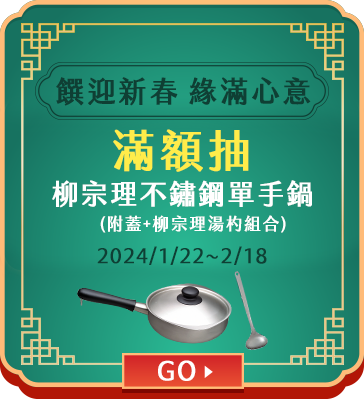 饌迎新春 緣滿心意
滿額抽
柳宗理不鏽鋼單手鍋
(附蓋+柳宗理湯杓組合)
2024/1/22~2/18
GO